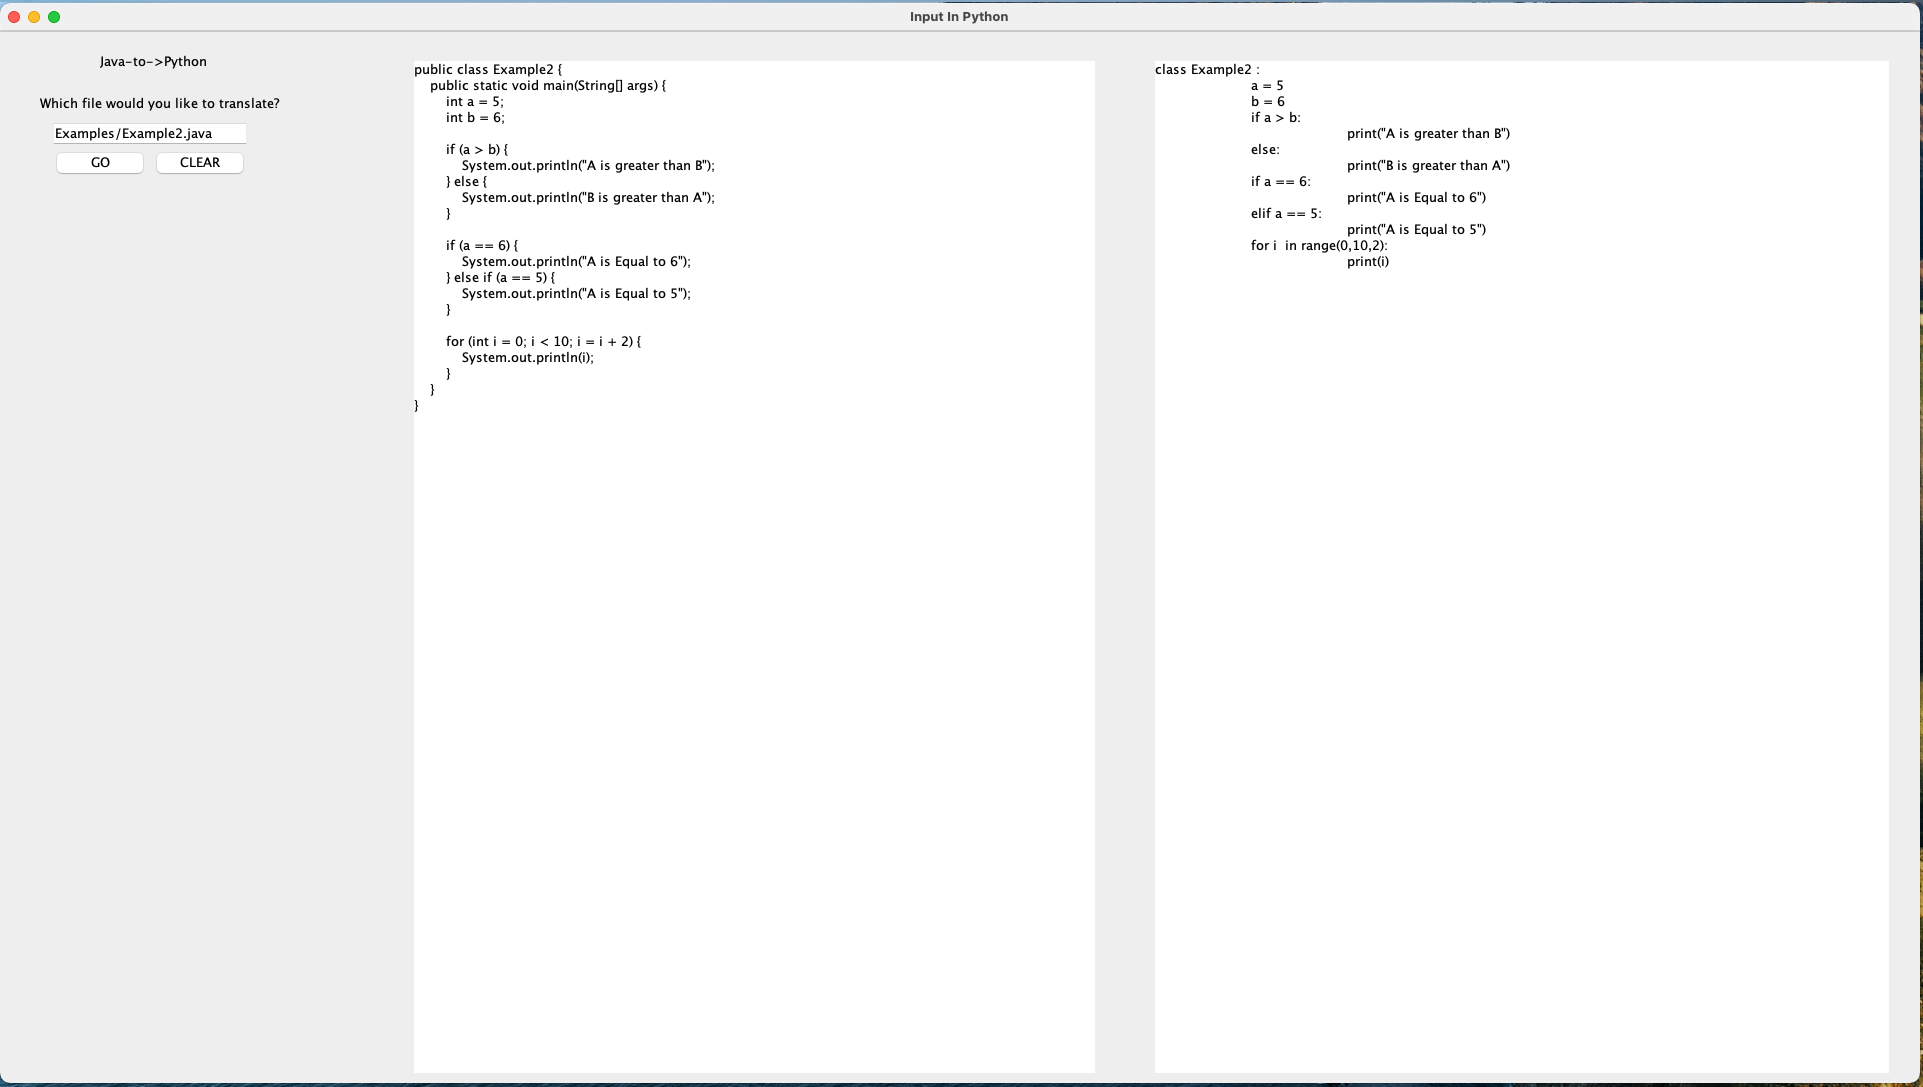 Input In Python
Java-to->Python
Which file would you like to translate?
Examples/Example2.java
GO CLEAR
public class Example2 {
    public static void main(String[] args) {
        int a = 5;
        int b = 6;

        if (a > b) {
            System.out.println("A is greater than B");
        } else {
            System.out.println("B is greater than A");
        }

        if (a == 6) {
            System.out.println("A is Equal to 6");
        } else if (a == 5) {
            System.out.println("A is Equal to 5");
        }

        for (int i = 0; i < 10; i = i + 2) {
            System.out.println(i);
        }
    }
}
class Example2 :
        a = 5
        b = 6
        if a > b:
                print("A is greater than B")
        else:
                print("B is greater than A")
        if a == 6:
                print("A is Equal to 6")
        elif a == 5:
                print("A is Equal to 5")
        for i  in range(0,10,2):
                print(i)